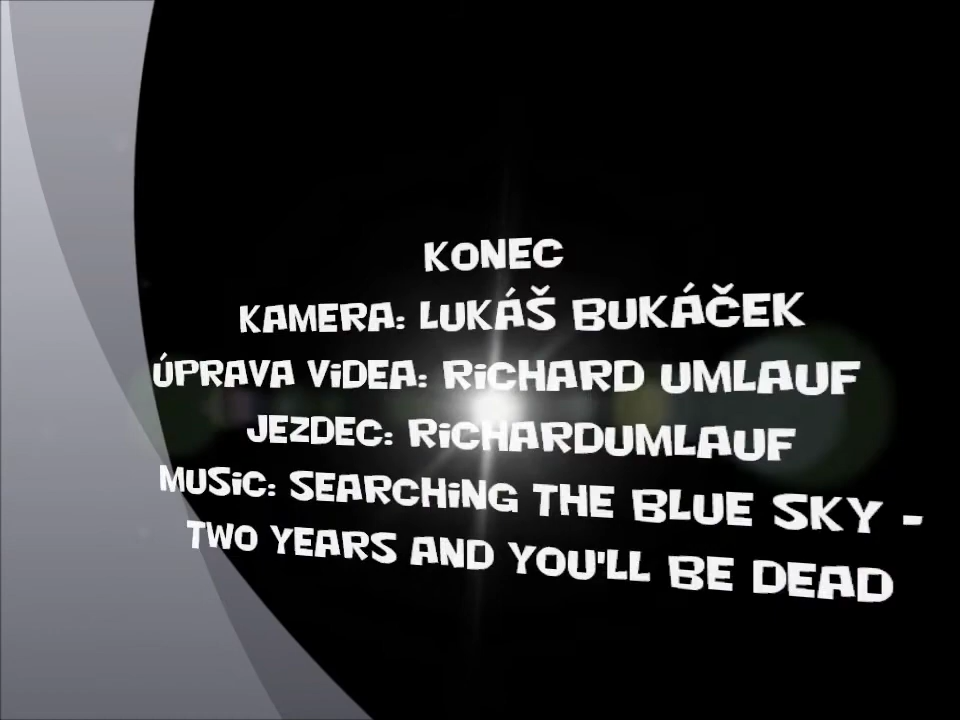 KONEC
KAMERA: LUKÁŠ BUKÁČEK
ÚPRAVA ViDEA: RiCHARD UMLAUF
JEZDEC: RiCHARDUMLAUF
MUSiC: SEARCHiNG THE BLUE SKY -
TWO YEARS AND YOU'LL BE DEAD